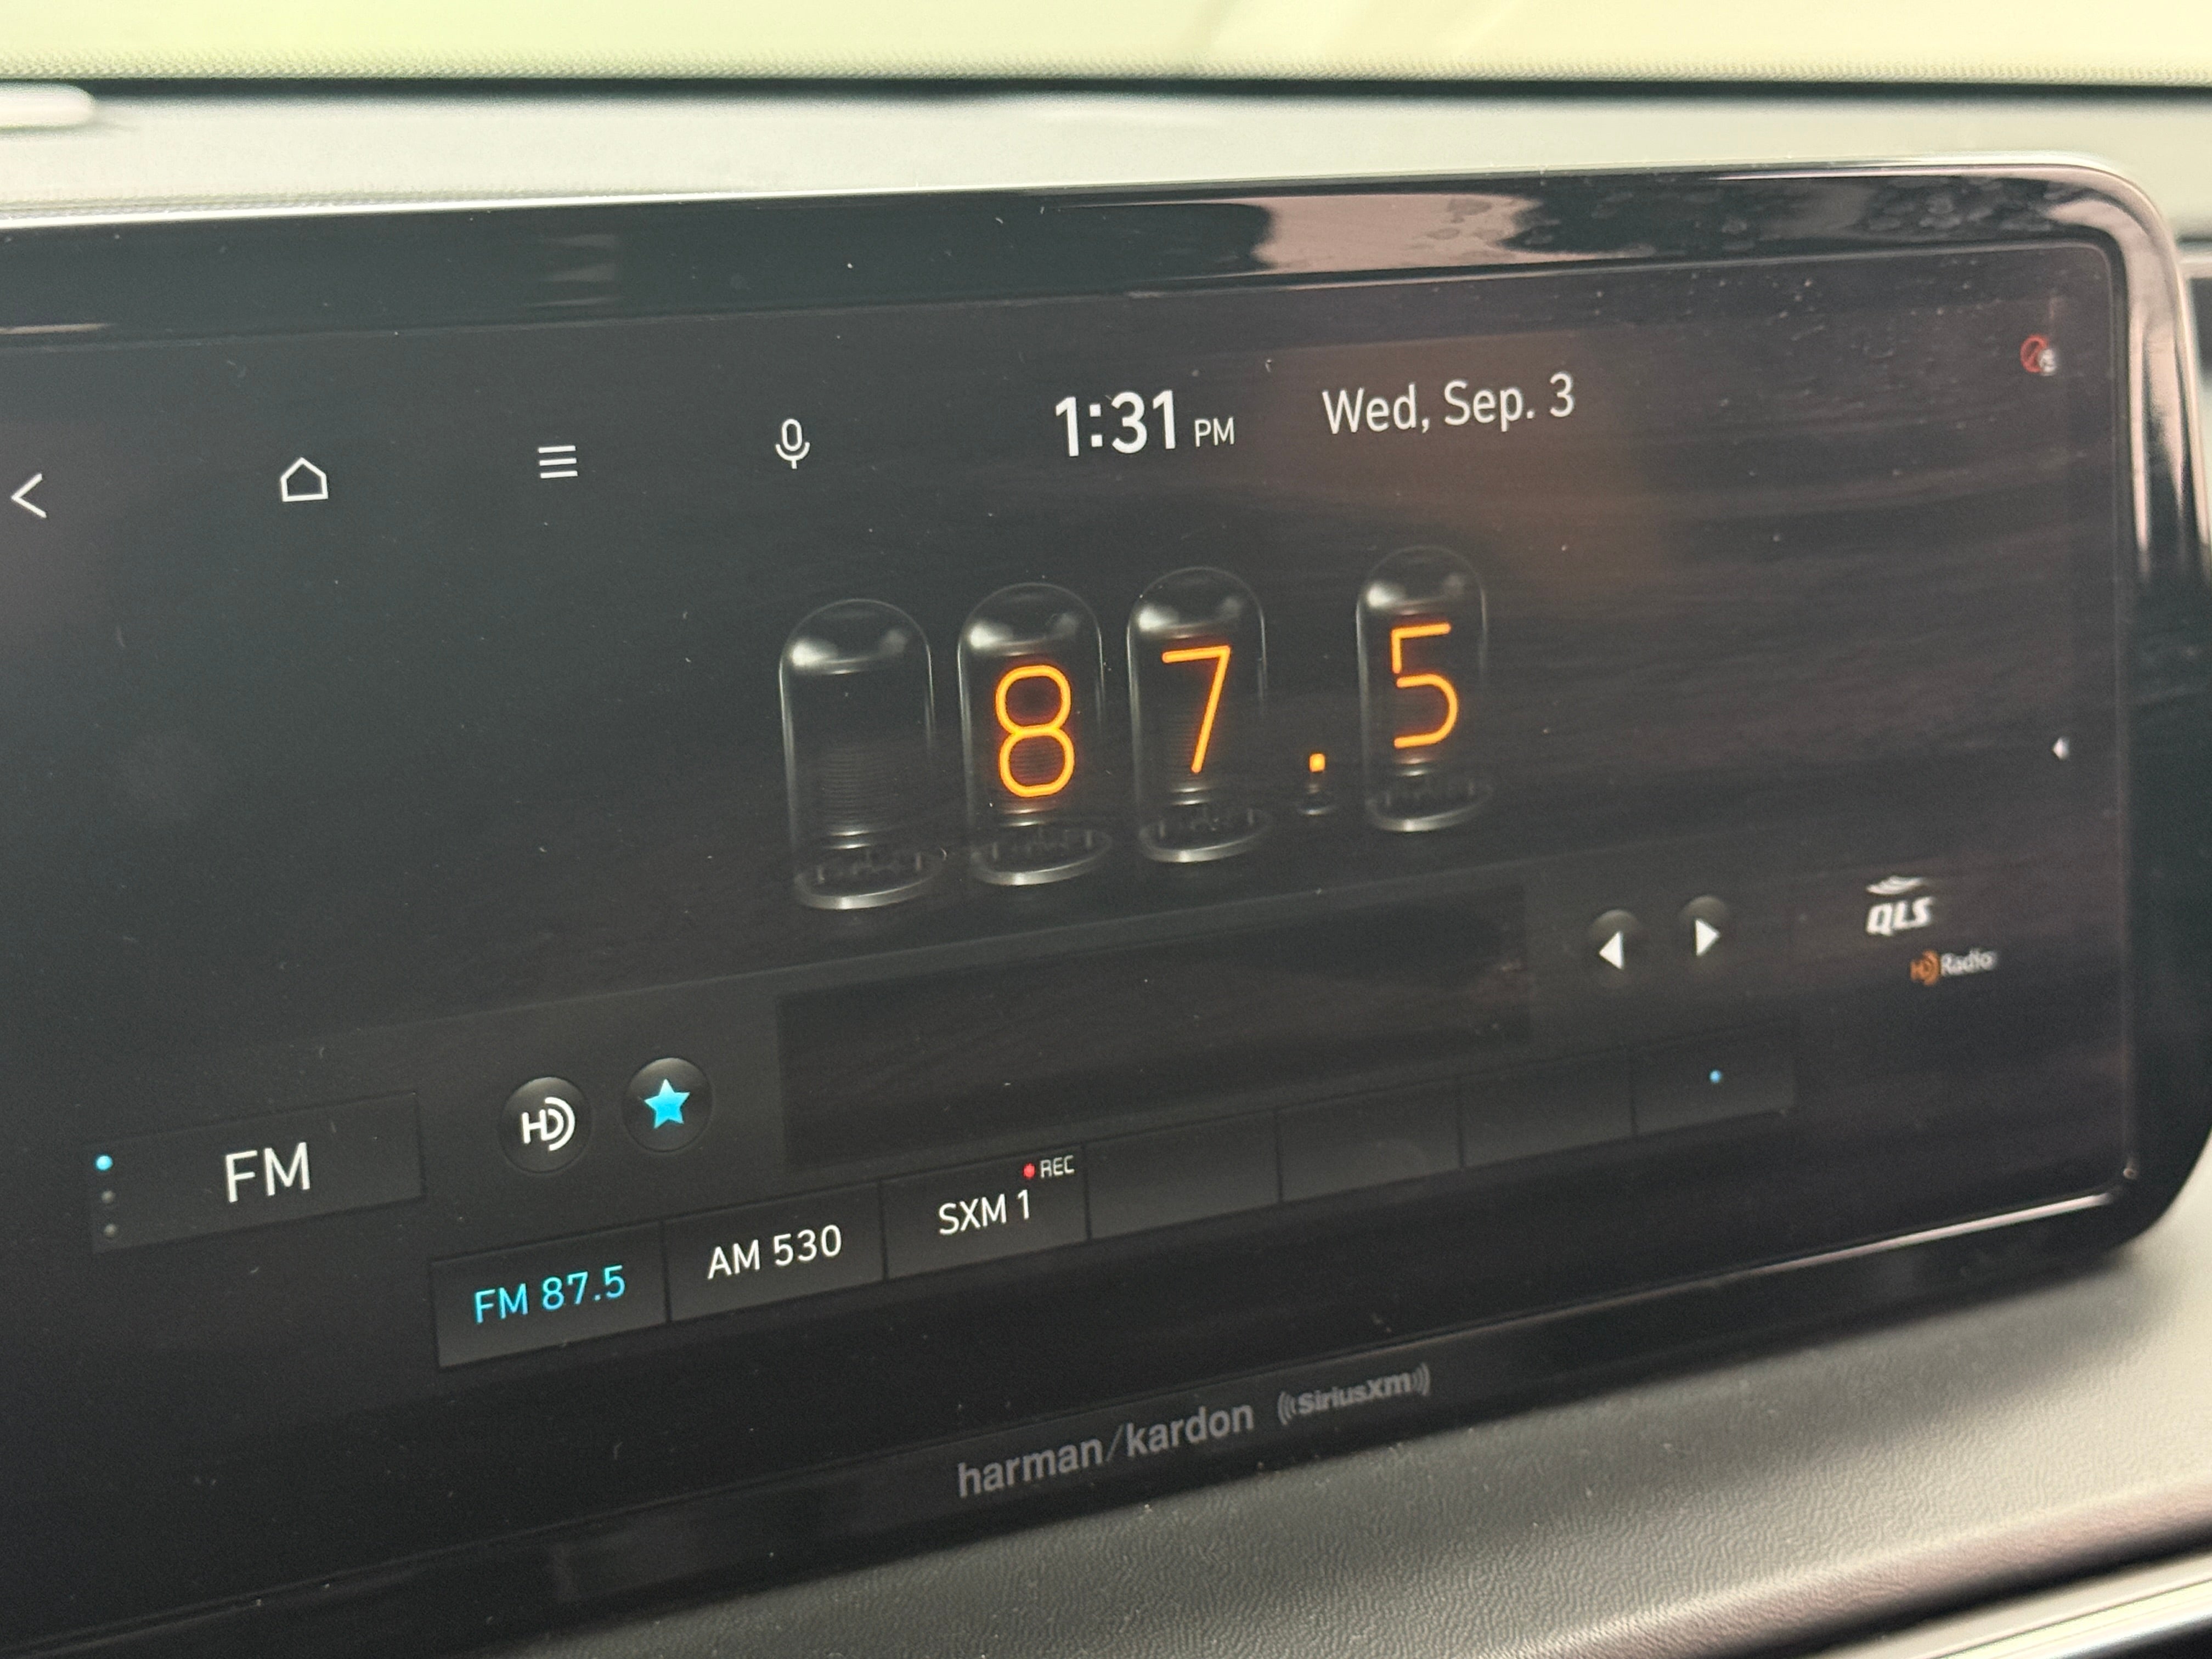 1:31 PM Wed, Sep. 3
87.5
QLS
HD Radio
FM HD
REC
FM 87.5 AM 530 SXM 1
harman/kardon ((SiriusXM))